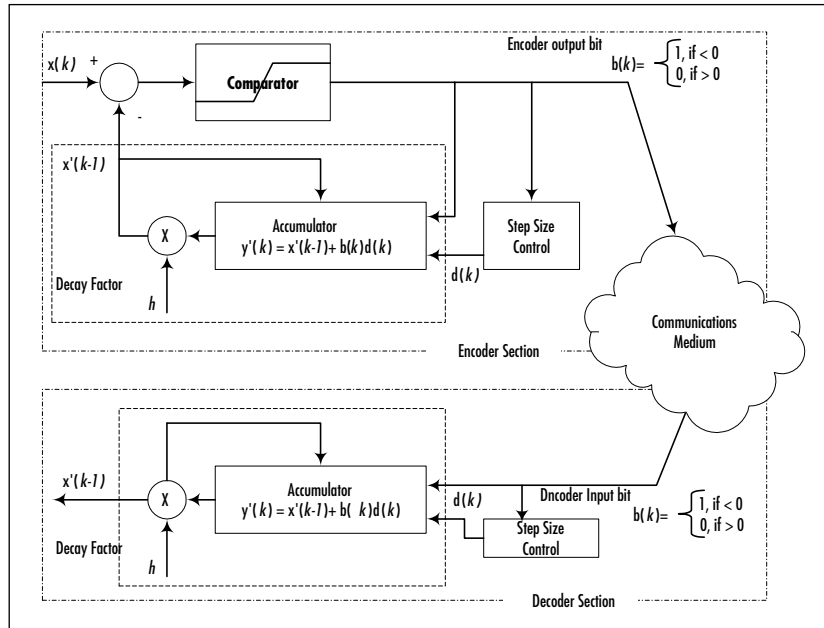 Encoder output bit
b(k)= { 1, if < 0
0, if > 0
x(k)
+
-
Comparator
x'(k-1)
Accumulator
y'(k) = x'(k-1)+ b(k)d(k)
X
Step Size
Control
d(k)
Decay Factor
h
Encoder Section
Communications
Medium
x'(k-1)
X
Accumulator
y'(k) = x'(k-1)+ b( k)d(k)
d(k)
Dncoder Input bit
b(k)= { 1, if < 0
0, if > 0
Step Size
Control
Decay Factor
h
Decoder Section